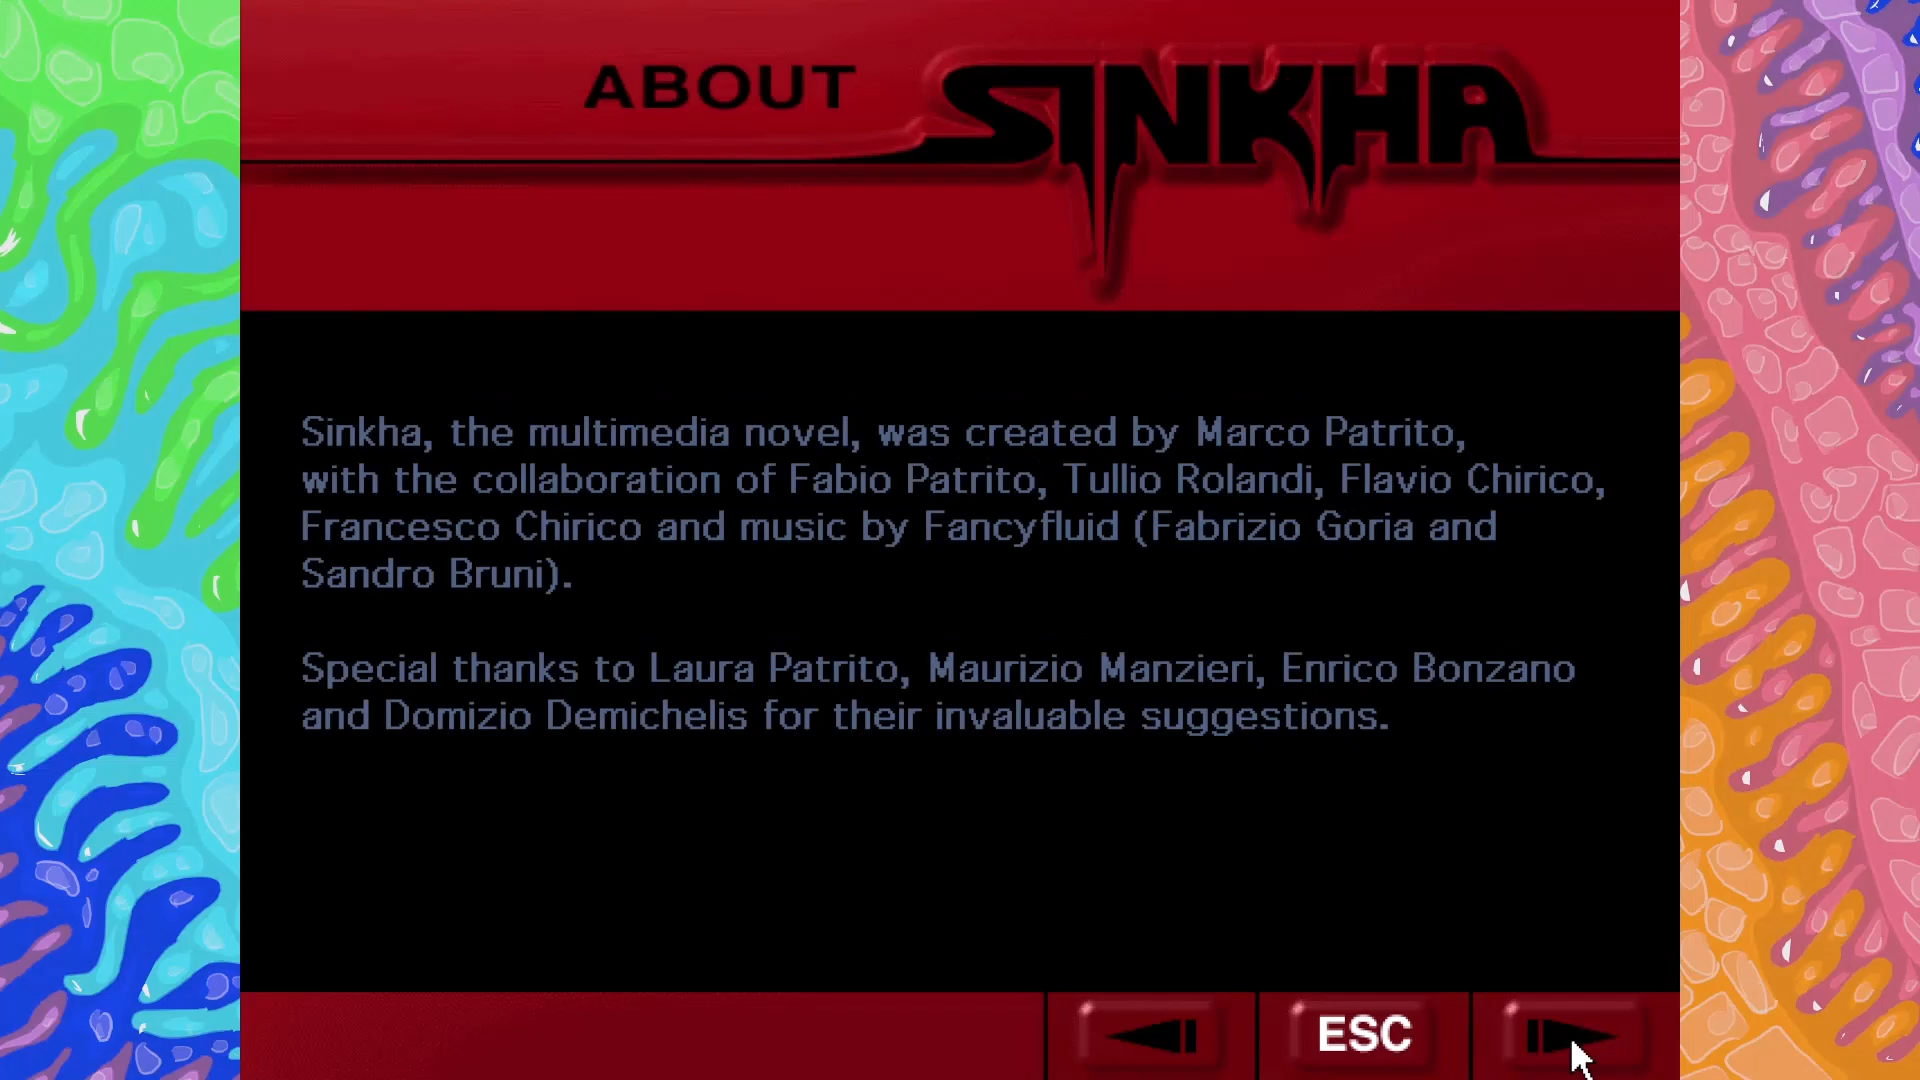 ABOUT SINKHA
Sinkha, the multimedia novel, was created by Marco Patrito,
with the collaboration of Fabio Patrito, Tullio Rolandi, Flavio Chirico,
Francesco Chirico and music by Fancyfluid (Fabrizio Goria and
Sandro Bruni).
Special thanks to Laura Patrito, Maurizio Manzieri, Enrico Bonzano
and Domizio Demichelis for their invaluable suggestions.
ESC